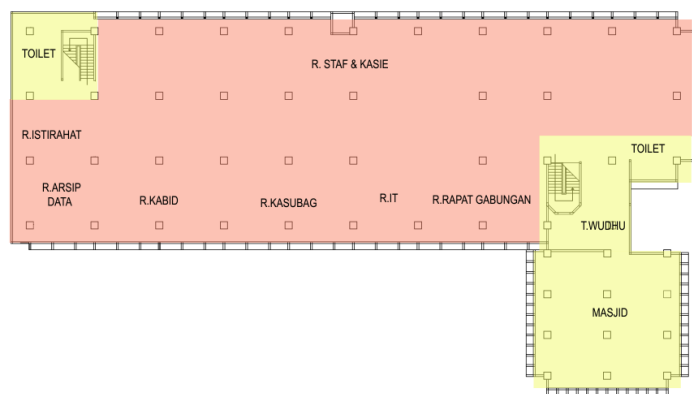 TOILET
R. STAF & KASIE
R.ISTIRAHAT
TOILET
R.ARSIP
DATA
R.KABID
R.KASUBAG
R.IT
R.RAPAT GABUNGAN
T.WUDHU
MASJID